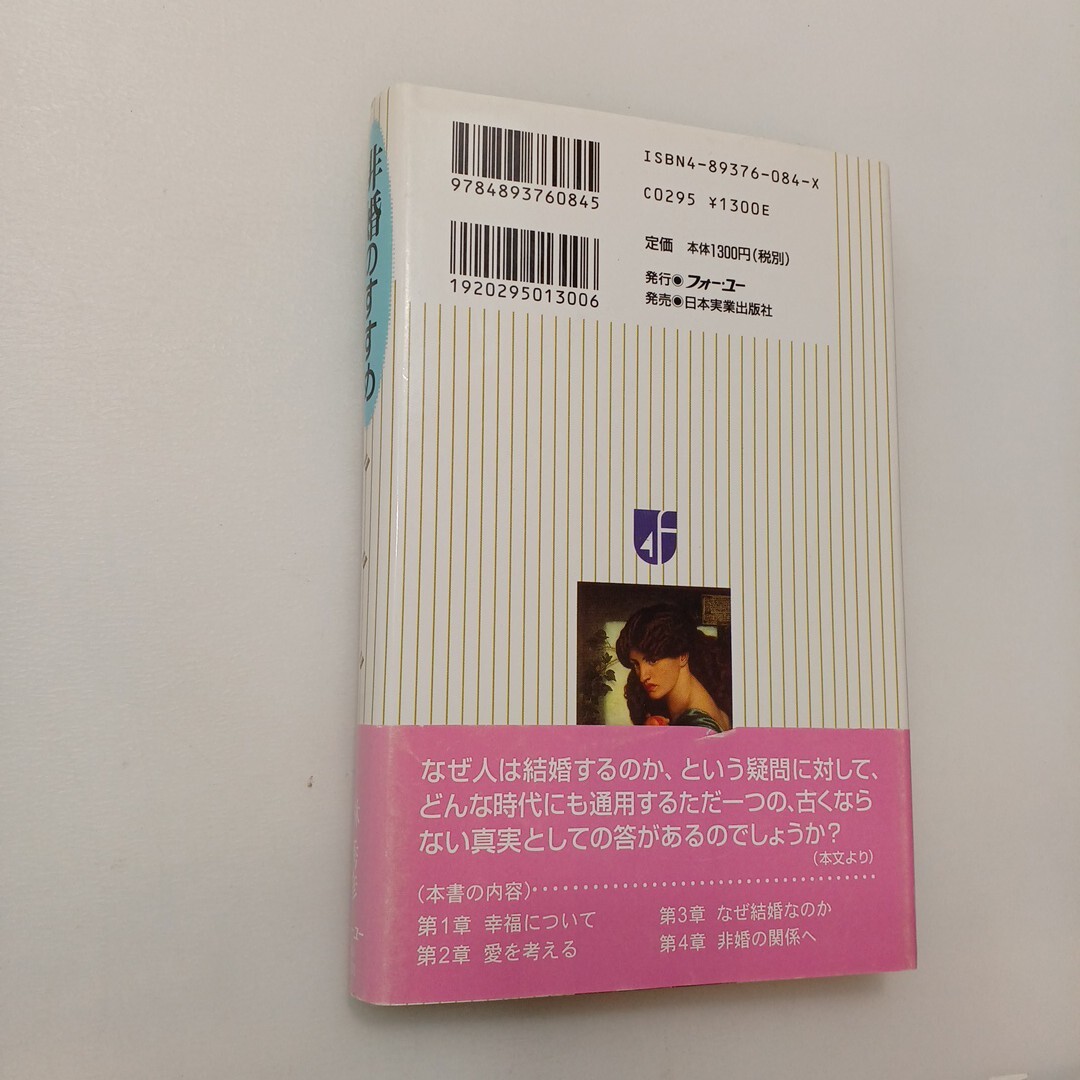 非婚のすすめ
9784893760845
ISBN4-89376-084-X
C0295 ¥1300E
1920295013006
定価 本体1300円(税別)
発行◉フォー・ユー
発売◉日本実業出版社
なぜ人は結婚するのか、という疑問に対して、
どんな時代にも通用するただ一つの、古くなら
ない真実としての答があるのでしょうか?
(本文より)
(本書の内容)
第1章 幸福について
第2章 愛を考える
第3章 なぜ結婚なのか
第4章 非婚の関係へ